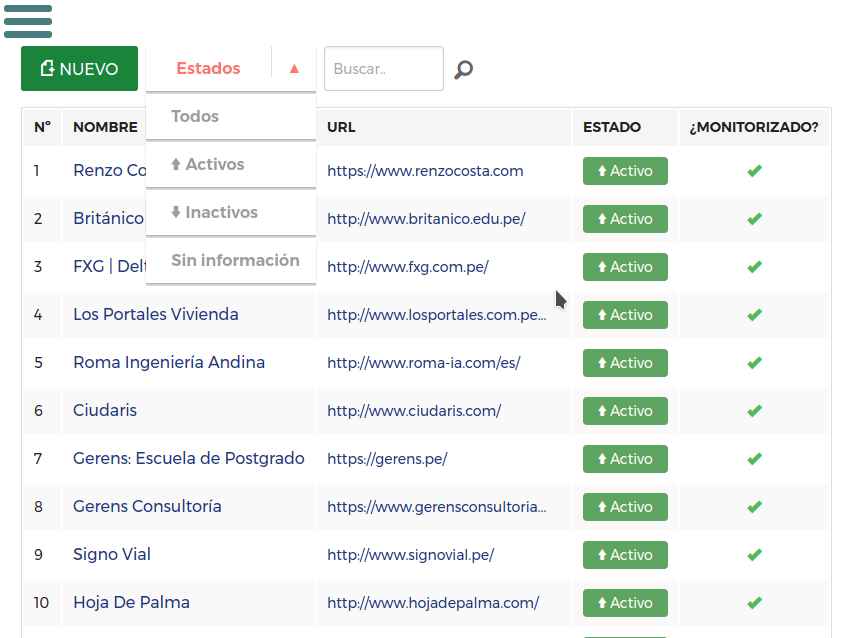 NUEVO
Estados
Buscar..
Todos
Activos
Inactivos
Sin información
Nº NOMBRE URL ESTADO ¿MONITORIZADO?
1 Renzo Co https://www.renzocosta.com Activo
2 Británico http://www.britanico.edu.pe/ Activo
3 FXG | Delt http://www.fxg.com.pe/ Activo
4 Los Portales Vivienda http://www.losportales.com.pe... Activo
5 Roma Ingeniería Andina http://www.roma-ia.com/es/ Activo
6 Ciudaris http://www.ciudaris.com/ Activo
7 Gerens: Escuela de Postgrado https://gerens.pe/ Activo
8 Gerens Consultoría https://www.gerensconsultoria... Activo
9 Signo Vial http://www.signovial.pe/ Activo
10 Hoja De Palma http://www.hojadepalma.com/ Activo